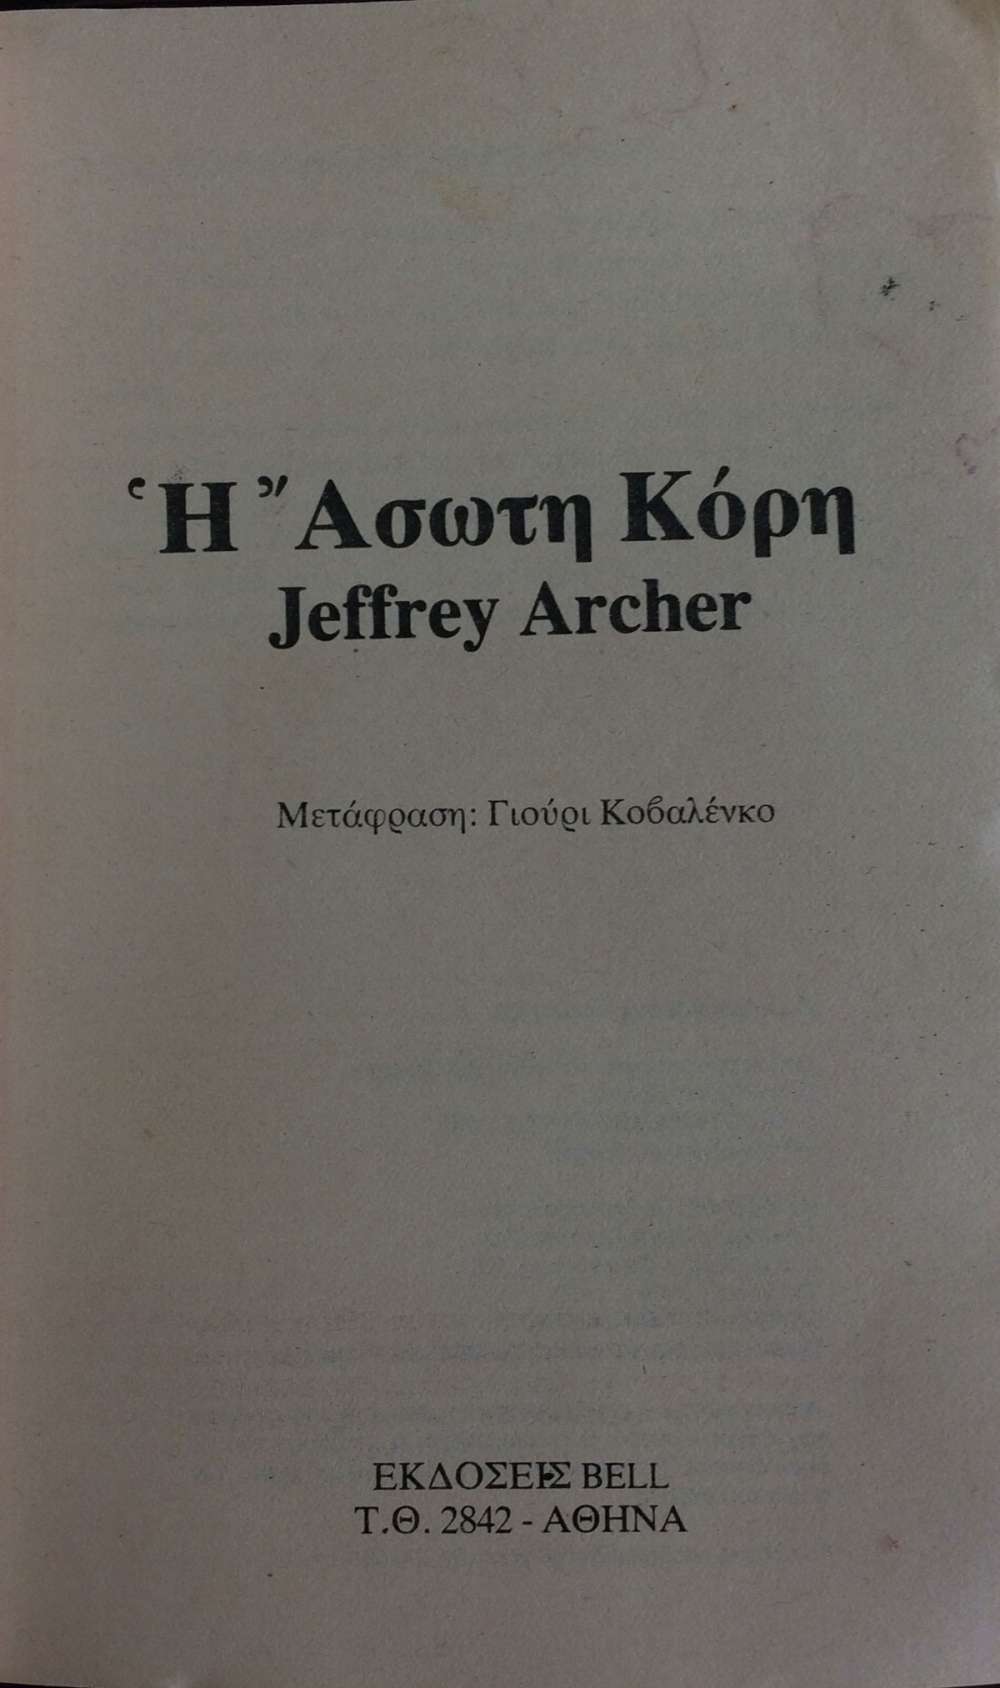 Ἡ Ἄσωτη Κόρη
Jeffrey Archer
Μετάφραση: Γιούρι Κοβαλένκο
ΕΚΔΟΣΕΙΣ BELL
Τ.Θ. 2842 - ΑΘΗΝΑ